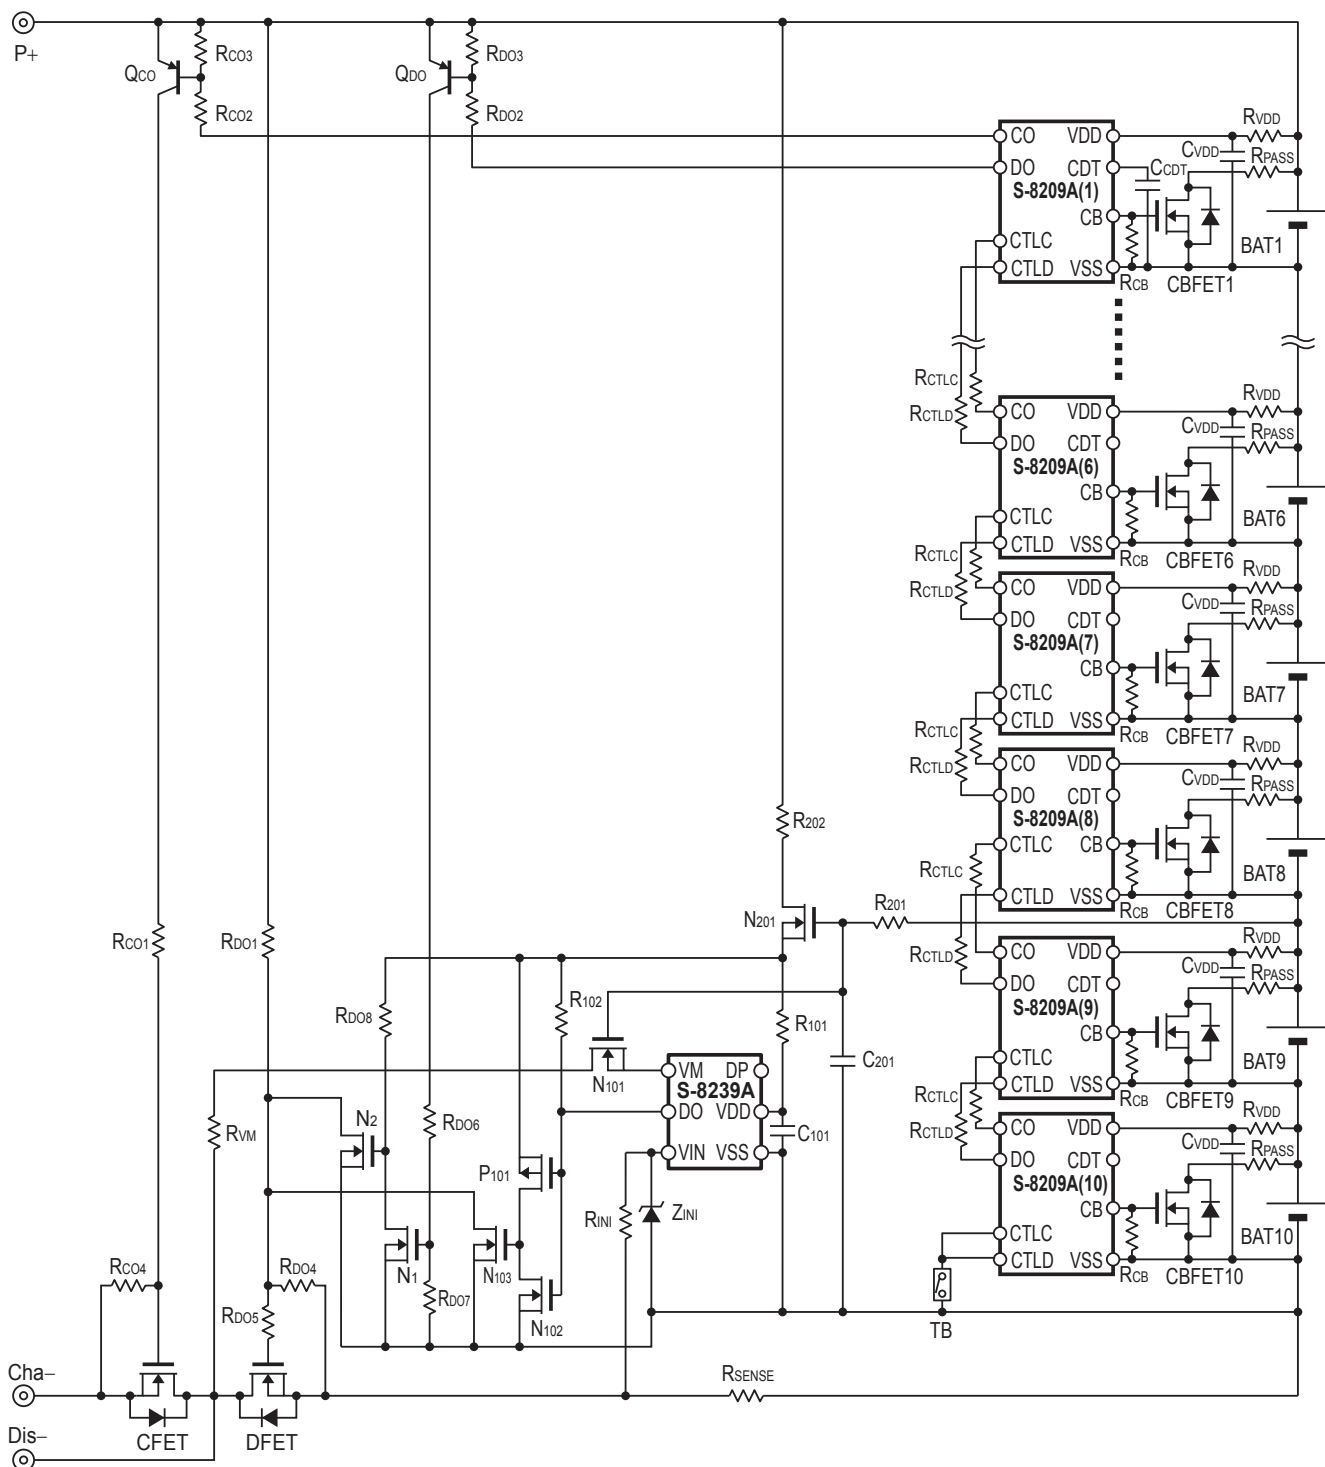 P+
RCO3
QCO
RCO2
RDO3
QDO
RDO2
CO VDD
DO CDT
S-8209A(1)
CB
CTLC
CTLD VSS
RVDD
CVDD
RPASS
CCDT
BAT1
RCB
CBFET1
RCTLC
RCTLD
CO VDD
DO CDT
S-8209A(6)
CB
CTLC
CTLD VSS
RVDD
CVDD
RPASS
BAT6
RCB
CBFET6
RCTLC
RCTLD
CO VDD
DO CDT
S-8209A(7)
CB
CTLC
CTLD VSS
RVDD
CVDD
RPASS
BAT7
RCB
CBFET7
RCTLC
RCTLD
CO VDD
DO CDT
S-8209A(8)
CTLC CB
CTLD VSS
RVDD
CVDD
RPASS
BAT8
RCB
CBFET8
RCTLC
RCTLD
CO VDD
DO CDT
S-8209A(9)
CB
CTLC
CTLD VSS
RVDD
CVDD
RPASS
BAT9
RCB
CBFET9
RCTLC
RCTLD
CO VDD
DO CDT
S-8209A(10)
CB
CTLC
CTLD VSS
RVDD
CVDD
RPASS
BAT10
RCB
CBFET10
TB
R202
R201
N201
RCO1
RDO1
RDO8
R102
R101
C201
N101
VM DP
S-8239A
DO VDD
VIN VSS
C101
RVM
N2
RDO6
P101
RINI
ZINI
RCO4
RDO4
RDO5
N1
RDO7
N103
N102
RSENSE
Cha−
Dis−
CFET
DFET